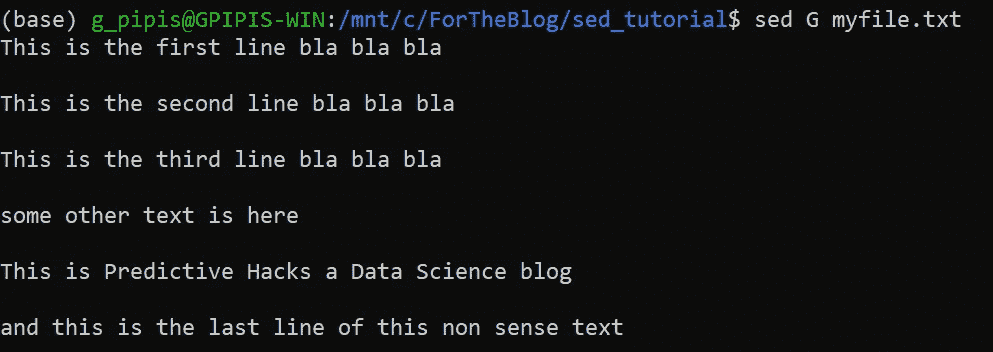 (base) g_pipis@GPIPIS-WIN:/mnt/c/ForTheBlog/sed_tutorial$ sed G myfile.txt
This is the first line bla bla bla
This is the second line bla bla bla
This is the third line bla bla bla
some other text is here
This is Predictive Hacks a Data Science blog
and this is the last line of this non sense text